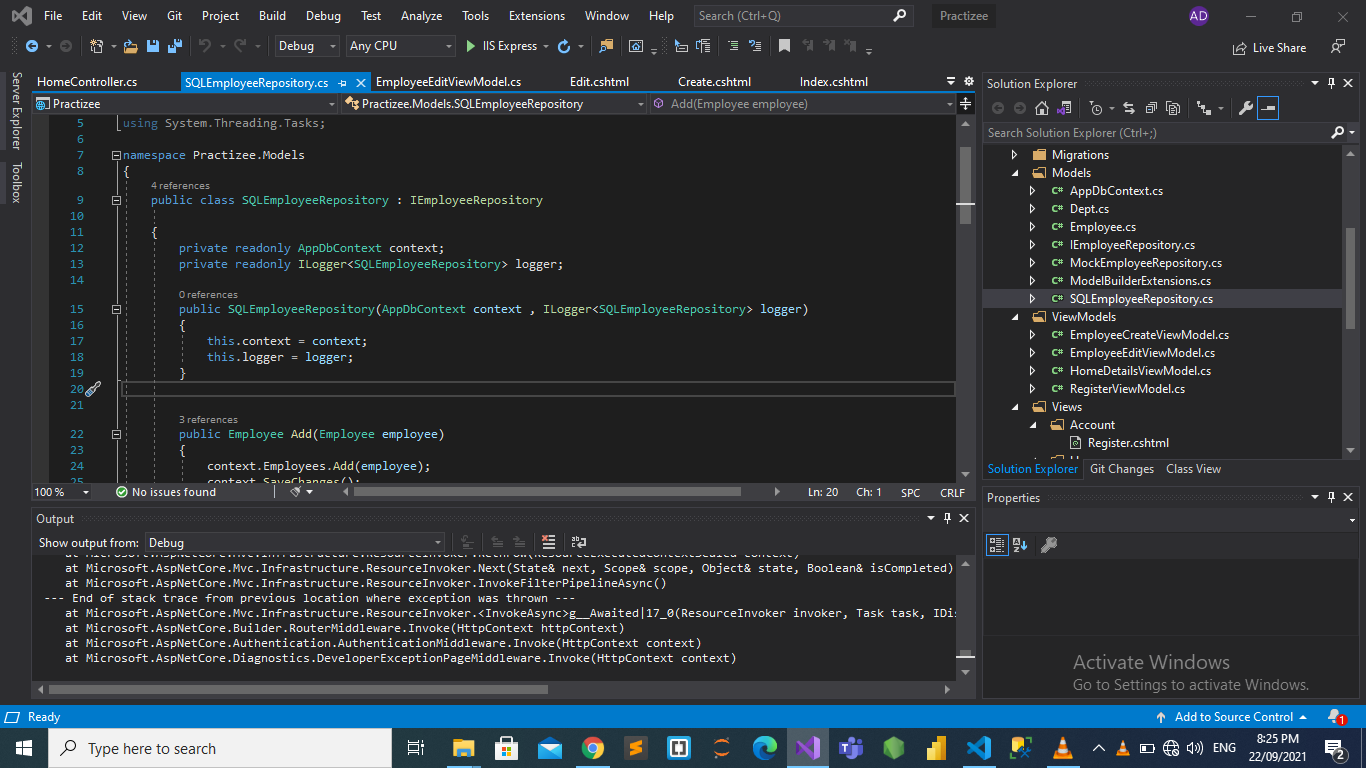 File Edit View Git Project Build Debug Test Analyze Tools Extensions Window Help Search (Ctrl+Q) Practizee AD
Debug Any CPU IIS Express Live Share
Server Explorer
Toolbox
HomeController.cs SQLEmployeeRepository.cs EmployeeEditViewModel.cs Edit.cshtml Create.cshtml Index.cshtml
Practizee Practizee.Models.SQLEmployeeRepository Add(Employee employee)
5 using System.Threading.Tasks;
6
7 namespace Practizee.Models
8 {
4 references
9 public class SQLEmployeeRepository : IEmployeeRepository
10
11 {
12 private readonly AppDbContext context;
13 private readonly ILogger<SQLEmployeeRepository> logger;
14
0 references
15 public SQLEmployeeRepository(AppDbContext context , ILogger<SQLEmployeeRepository> logger)
16 {
17 this.context = context;
18 this.logger = logger;
19 }
20
21
3 references
22 public Employee Add(Employee employee)
23 {
24 context.Employees.Add(employee);
25 context.SaveChanges();
100 % No issues found Ln: 20 Ch: 1 SPC CRLF
Output
Show output from: Debug
at Microsoft.AspNetCore.Mvc.Infrastructure.ResourceInvoker.Rethrow(ResourceExecutedContextSealed context)
at Microsoft.AspNetCore.Mvc.Infrastructure.ResourceInvoker.Next(State& next, Scope& scope, Object& state, Boolean& isCompleted)
at Microsoft.AspNetCore.Mvc.Infrastructure.ResourceInvoker.InvokeFilterPipelineAsync()
--- End of stack trace from previous location where exception was thrown ---
at Microsoft.AspNetCore.Mvc.Infrastructure.ResourceInvoker.<InvokeAsync>g__Awaited|17_0(ResourceInvoker invoker, Task task, IDis
at Microsoft.AspNetCore.Builder.RouterMiddleware.Invoke(HttpContext httpContext)
at Microsoft.AspNetCore.Authentication.AuthenticationMiddleware.Invoke(HttpContext context)
at Microsoft.AspNetCore.Diagnostics.DeveloperExceptionPageMiddleware.Invoke(HttpContext context)
Solution Explorer
Search Solution Explorer (Ctrl+;)
Migrations
Models
C# AppDbContext.cs
C# Dept.cs
C# Employee.cs
C# IEmployeeRepository.cs
C# MockEmployeeRepository.cs
C# ModelBuilderExtensions.cs
C# SQLEmployeeRepository.cs
ViewModels
C# EmployeeCreateViewModel.cs
C# EmployeeEditViewModel.cs
C# HomeDetailsViewModel.cs
C# RegisterViewModel.cs
Views
Account
Register.cshtml
Solution Explorer Git Changes Class View
Properties
Activate Windows
Go to Settings to activate Windows.
Ready Add to Source Control 1
Type here to search ENG 8:25 PM
22/09/2021 2